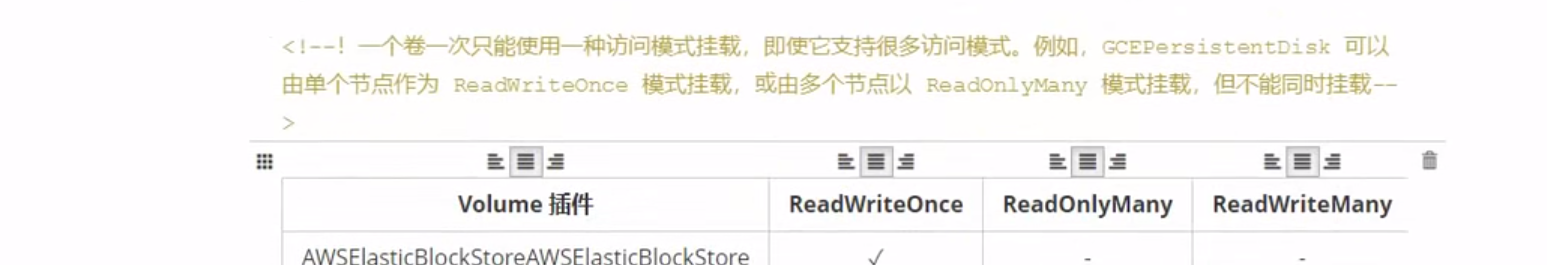 <!--! 一个卷一次只能使用一种访问模式挂载，即使它支持很多访问模式。例如，GCEPersistentDisk 可以
由单个节点作为 ReadWriteOnce 模式挂载，或由多个节点以 ReadOnlyMany 模式挂载，但不能同时挂载--
>
Volume 插件 ReadWriteOnce ReadOnlyMany ReadWriteMany
AWSElasticBlockStoreAWSElasticBlockStore ✓ - -